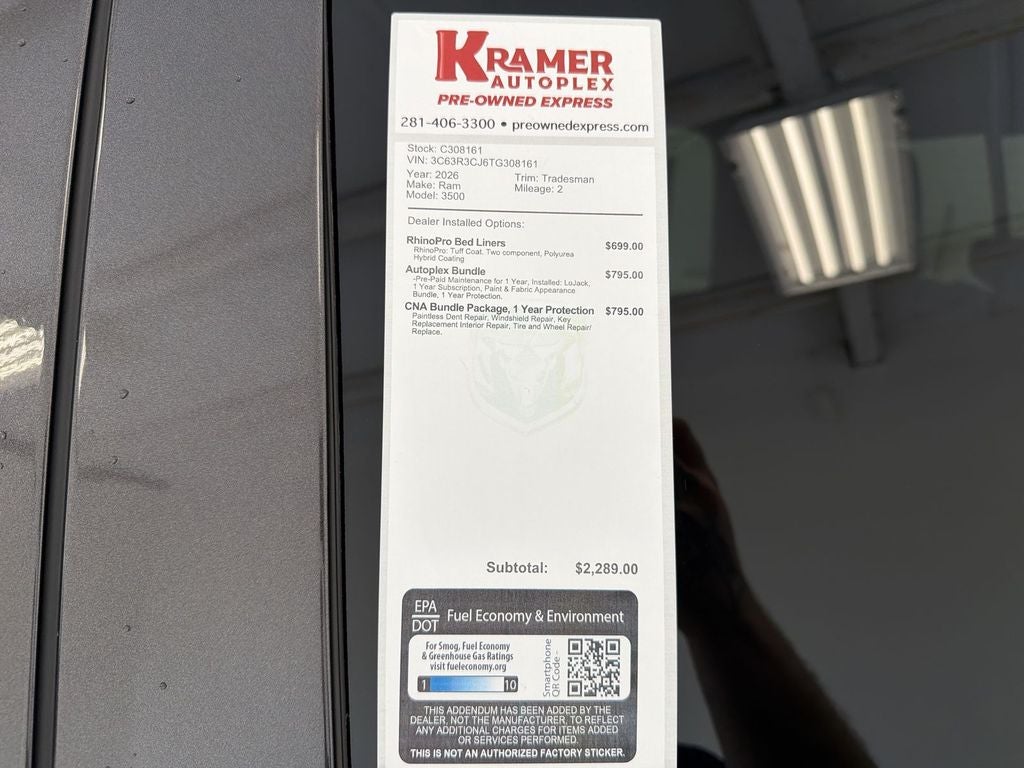 KRAMER
AUTOPLEX
PRE-OWNED EXPRESS
281-406-3300 • preownedexpress.com
Stock: C308161
VIN: 3C63R3CJ6TG308161
Year: 2026 Trim: Tradesman
Make: Ram Mileage: 2
Model: 3500
Dealer Installed Options:
RhinoPro Bed Liners $699.00
RhinoPro: Tuff Coat. Two component, Polyurea
Hybrid Coating
Autoplex Bundle $795.00
-Pre-Paid Maintenance for 1 Year, Installed: LoJack,
1 Year Subscription, Paint & Fabric Appearance
Bundle, 1 Year Protection.
CNA Bundle Package, 1 Year Protection $795.00
Paintless Dent Repair, Windshield Repair, Key
Replacement Interior Repair, Tire and Wheel Repair/
Replace.
Subtotal: $2,289.00
EPA
DOT
Fuel Economy & Environment
For Smog, Fuel Economy
& Greenhouse Gas Ratings
visit fueleconomy.org
1 10
Smartphone
QR Code -
THIS ADDENDUM HAS BEEN ADDED BY THE
DEALER, NOT THE MANUFACTURER, TO REFLECT
ANY ADDITIONAL CHARGES FOR ITEMS ADDED
OR SERVICES PERFORMED.
THIS IS NOT AN AUTHORIZED FACTORY STICKER.